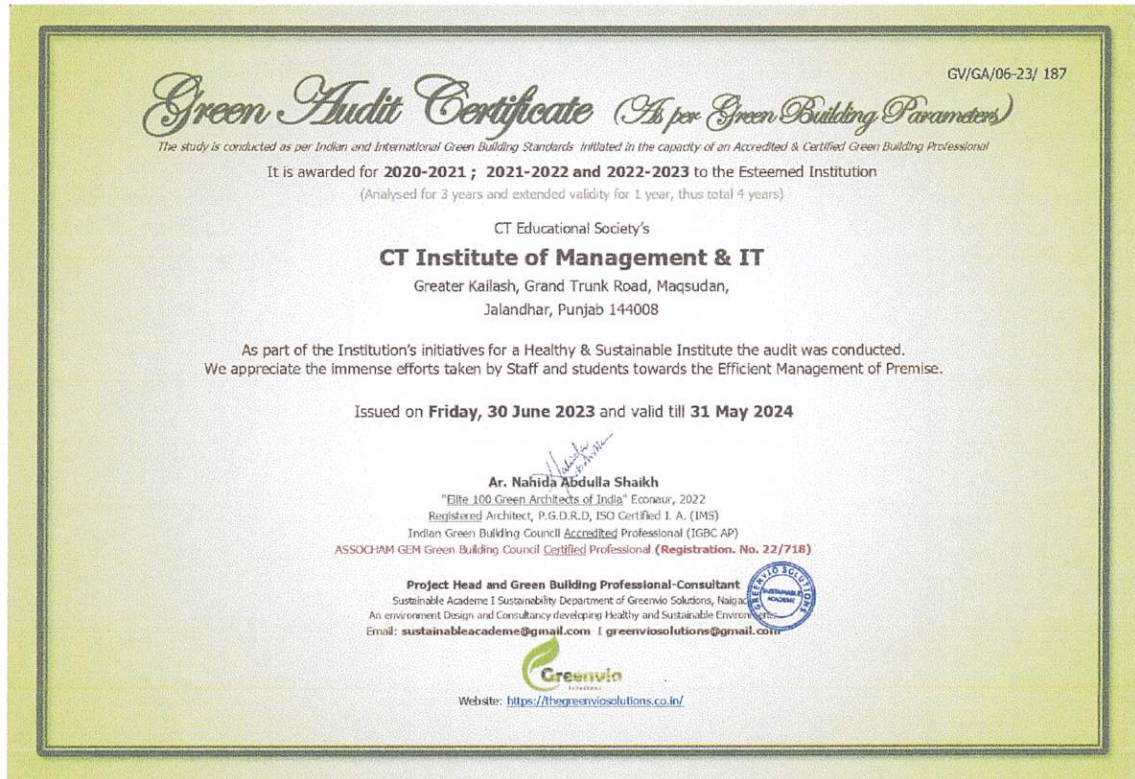 GV/GA/06-23/ 187
Green Audit Certificate (As per Green Building Parameters)
The study is conducted as per Indian and International Green Building Standards initiated in the capacity of an Accredited & Certified Green Building Professional
It is awarded for 2020-2021 ; 2021-2022 and 2022-2023 to the Esteemed Institution
(Analysed for 3 years and extended validity for 1 year, thus total 4 years)
CT Educational Society's
CT Institute of Management & IT
Greater Kailash, Grand Trunk Road, Maqsudan,
Jalandhar, Punjab 144008
As part of the Institution's initiatives for a Healthy & Sustainable Institute the audit was conducted.
We appreciate the immense efforts taken by Staff and students towards the Efficient Management of Premise.
Issued on Friday, 30 June 2023 and valid till 31 May 2024
Ar. Nahida Abdulla Shaikh
"Elite 100 Green Architects of India" Econaur, 2022
Registered Architect, P.G.D.R.D, ISO Certified I. A. (IMS)
Indian Green Building Council Accredited Professional (IGBC AP)
ASSOCHAM GEM Green Building Council Certified Professional (Registration. No. 22/718)
Project Head and Green Building Professional-Consultant
Sustainable Academe I Sustainability Department of Greenvio Solutions,
An environment Design and Consultancy developing Healthy and Sustainable
Email: sustainableacademe@gmail.com I greenviosolutions@gmail.com
GREENVIO SOLUTIONS
SUSTAINABLE
ACADEME
Greenvio
Solutions
Website: https://thegreenviosolutions.co.in/